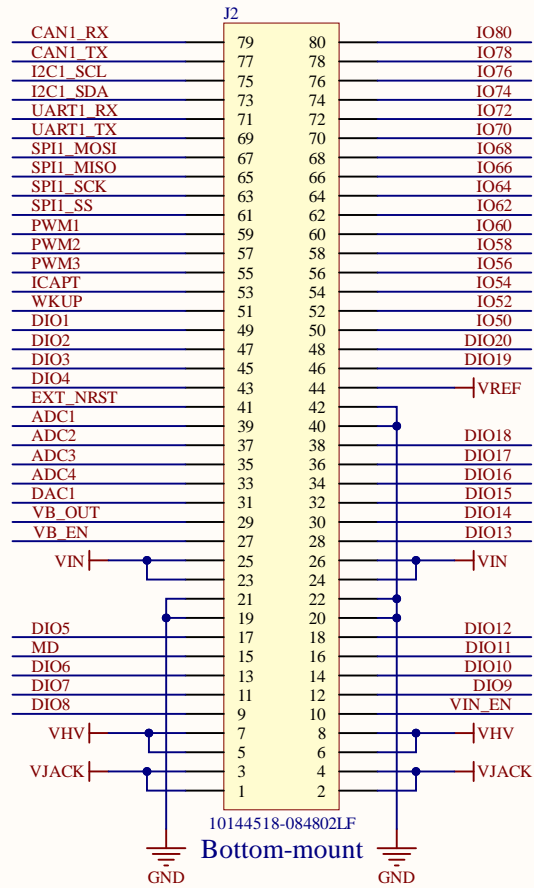 J2
CAN1_RX 79 80 IO80
CAN1_TX 77 78 IO78
I2C1_SCL 75 76 IO76
I2C1_SDA 73 74 IO74
UART1_RX 71 72 IO72
UART1_TX 69 70 IO70
SPI1_MOSI 67 68 IO68
SPI1_MISO 65 66 IO66
SPI1_SCK 63 64 IO64
SPI1_SS 61 62 IO62
PWM1 59 60 IO60
PWM2 57 58 IO58
PWM3 55 56 IO56
ICAPT 53 54 IO54
WKUP 51 52 IO52
DIO1 49 50 IO50
DIO2 47 48 DIO20
DIO3 45 46 DIO19
DIO4 43 44 VREF
EXT_NRST 41 42
ADC1 39 40
ADC2 37 38 DIO18
ADC3 35 36 DIO17
ADC4 33 34 DIO16
DAC1 31 32 DIO15
VB_OUT 29 30 DIO14
VB_EN 27 28 DIO13
VIN 25 26 VIN
23 24
21 22
19 20
DIO5 17 18 DIO12
MD 15 16 DIO11
DIO6 13 14 DIO10
DIO7 11 12 DIO9
DIO8 9 10 VIN_EN
VHV 7 8 VHV
5 6
VJACK 3 4 VJACK
1 2
10144518-084802LF
Bottom-mount
GND GND